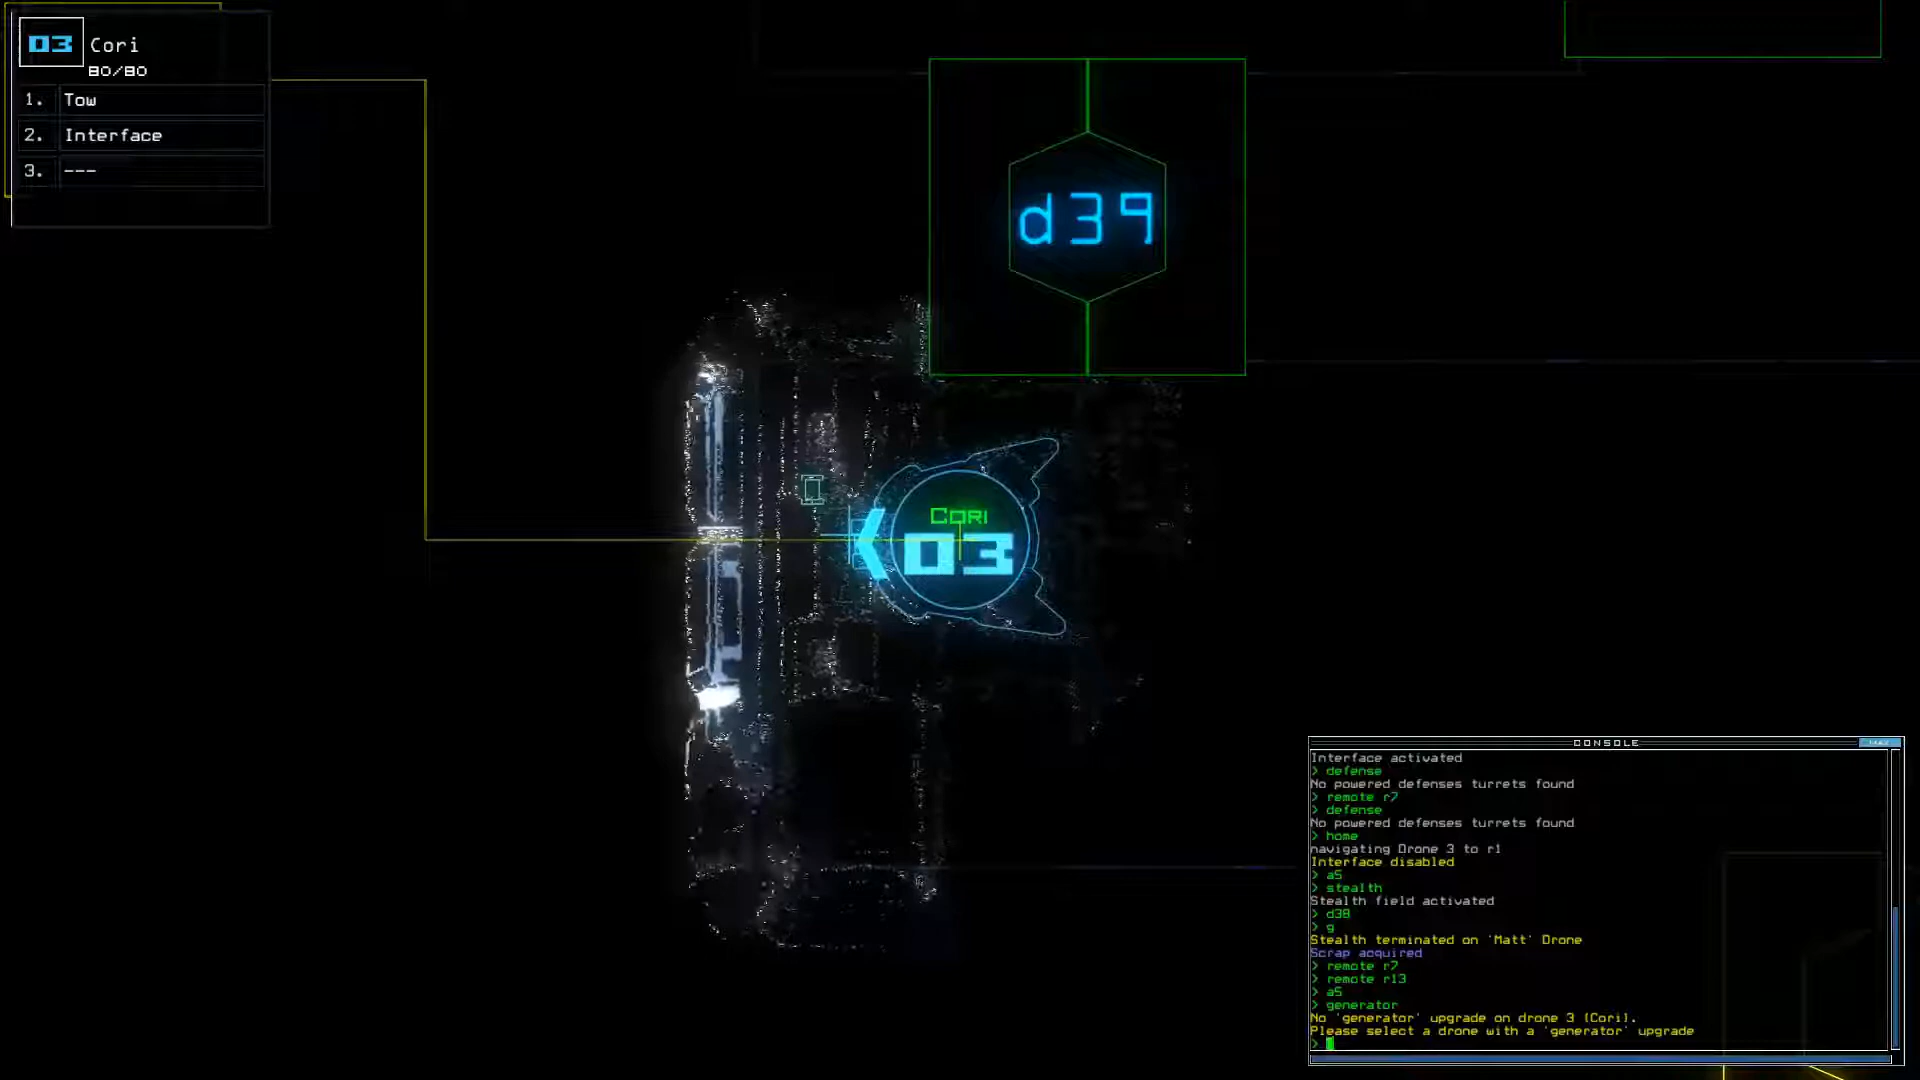 03 Cori
80/80
1. Tow
2. Interface
3. ---
d39
Cori
03
CONSOLE
Interface activated
> defense
No powered defenses turrets found
> remote r7
> defense
No powered defenses turrets found
> home
navigating Drone 3 to r1
Interface disabled
> a5
> stealth
Stealth field activated
> d38
> g
Stealth terminated on 'Matt' Drone
Scrap acquired
> remote r7
> remote r13
> a5
> generator
No 'generator' upgrade on drone 3 (Cori).
Please select a drone with a 'generator' upgrade
>